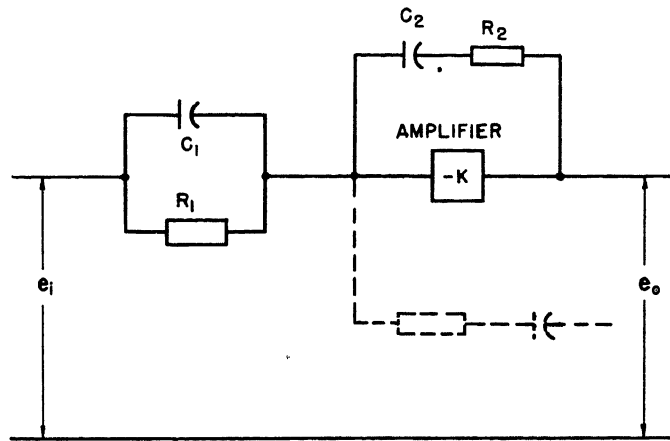 C₂
R₂
C₁
AMPLIFIER
-K
R₁
eᵢ
eₒ